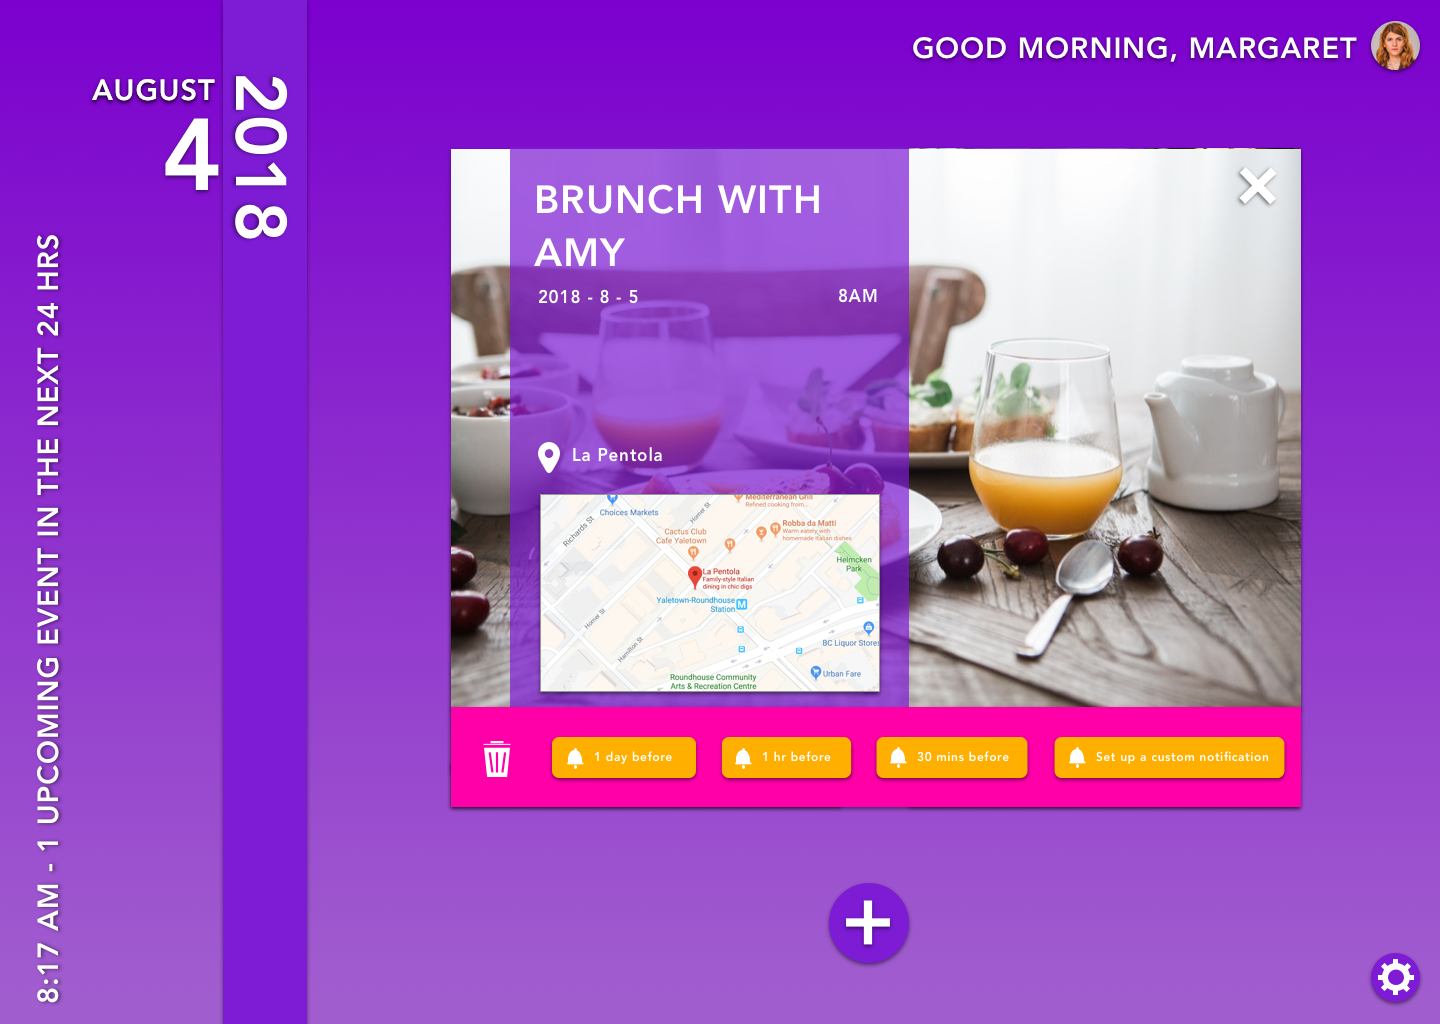 GOOD MORNING, MARGARET
AUGUST
4
2018
8:17 AM - 1 UPCOMING EVENT IN THE NEXT 24 HRS
BRUNCH WITH
AMY
2018 - 8 - 5
8AM
La Pentola
Mediterranean Grill
Refined cooking from...
Choices Markets
Richards St
Homer St
Cactus Club
Cafe Yaletown
Robba da Matti
Warm eatery with
homemade Italian dishes
Helmcken
Park
La Pentola
Family-style Italian
dining in chic digs
Yaletown-Roundhouse
Station
M
Homer St
Hamilton St
BC Liquor Stores
Urban Fare
Roundhouse Community
Arts & Recreation Centre
1 day before
1 hr before
30 mins before
Set up a custom notification